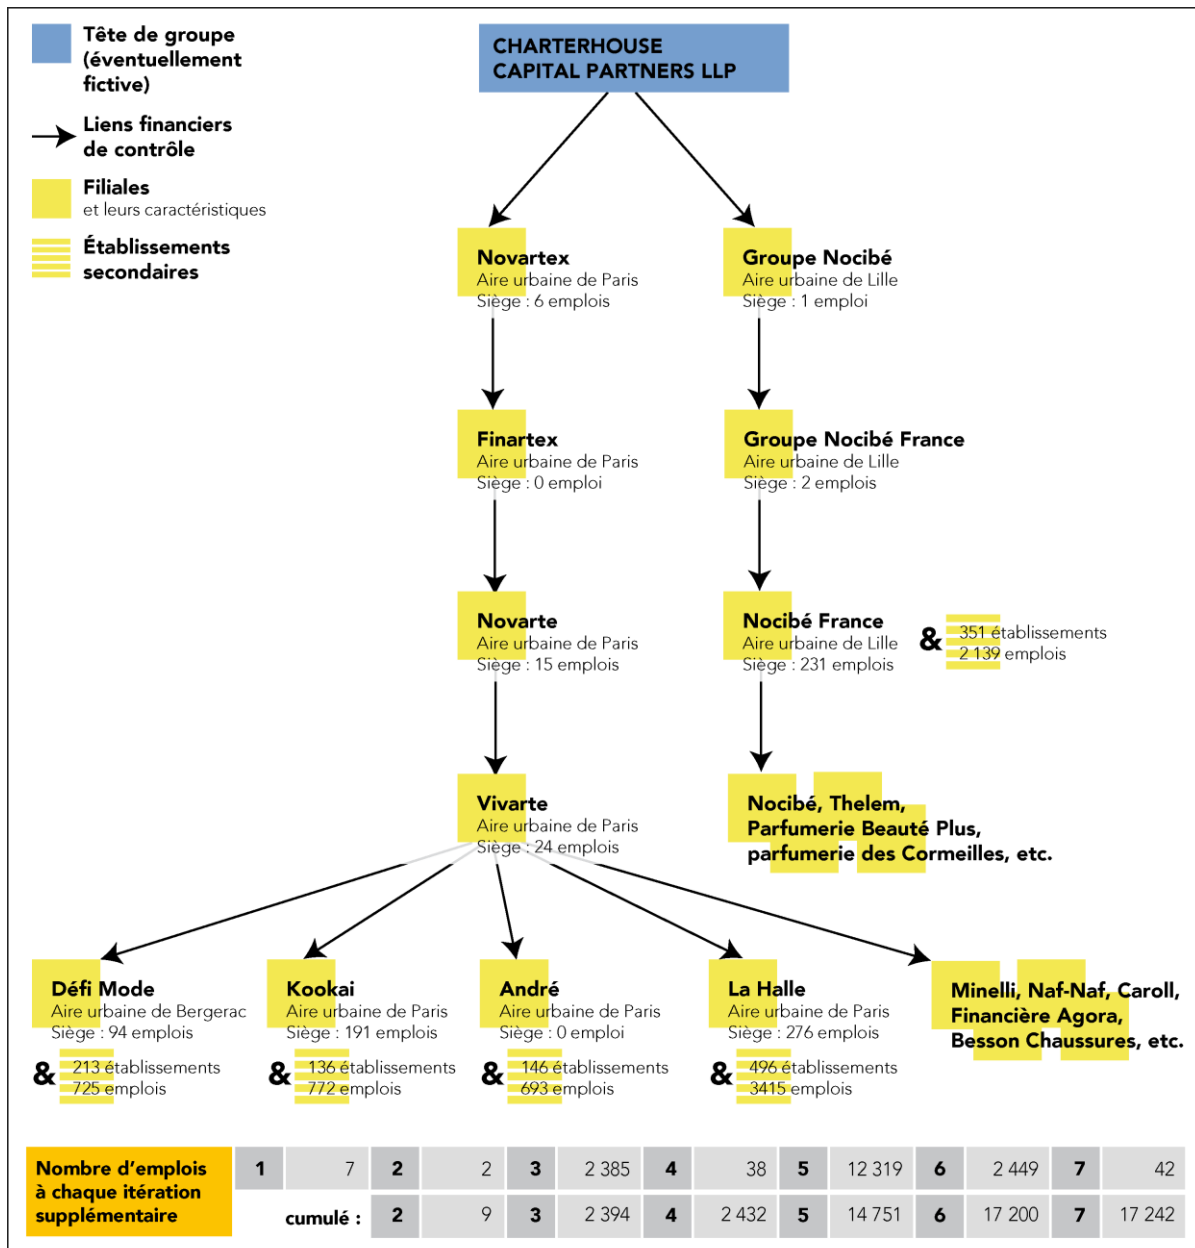 Tête de groupe
(éventuellement
fictive)
Liens financiers
de contrôle
Filiales
et leurs caractéristiques
Établissements
secondaires
CHARTERHOUSE
CAPITAL PARTNERS LLP
Novartex
Aire urbaine de Paris
Siège : 6 emplois
Groupe Nocibé
Aire urbaine de Lille
Siège : 1 emploi
Finartex
Aire urbaine de Paris
Siège : 0 emploi
Groupe Nocibé France
Aire urbaine de Lille
Siège : 2 emplois
Novarte
Aire urbaine de Paris
Siège : 15 emplois
Nocibé France
Aire urbaine de Lille
Siège : 231 emplois
&
351 établissements
2 139 emplois
Vivarte
Aire urbaine de Paris
Siège : 24 emplois
Nocibé, Thelem,
Parfumerie Beauté Plus,
parfumerie des Cormeilles, etc.
Défi Mode
Aire urbaine de Bergerac
Siège : 94 emplois
&
213 établissements
725 emplois
Kookai
Aire urbaine de Paris
Siège : 191 emplois
&
136 établissements
772 emplois
André
Aire urbaine de Paris
Siège : 0 emploi
&
146 établissements
693 emplois
La Halle
Aire urbaine de Paris
Siège : 276 emplois
&
496 établissements
3415 emplois
Minelli, Naf-Naf, Caroll,
Financière Agora,
Besson Chaussures, etc.
Nombre d'emplois
à chaque itération
supplémentaire
1 7 2 2 3 2 385 4 38 5 12 319 6 2 449 7 42
cumulé : 2 9 3 2 394 4 2 432 5 14 751 6 17 200 7 17 242